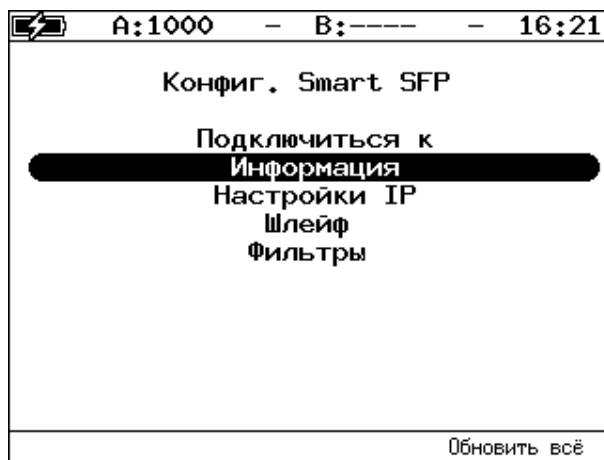 A:1000 – B:---- – 16:21
Конфиг. Smart SFP
Подключиться к
Информация
Настройки IP
Шлейф
Фильтры
Обновить всё